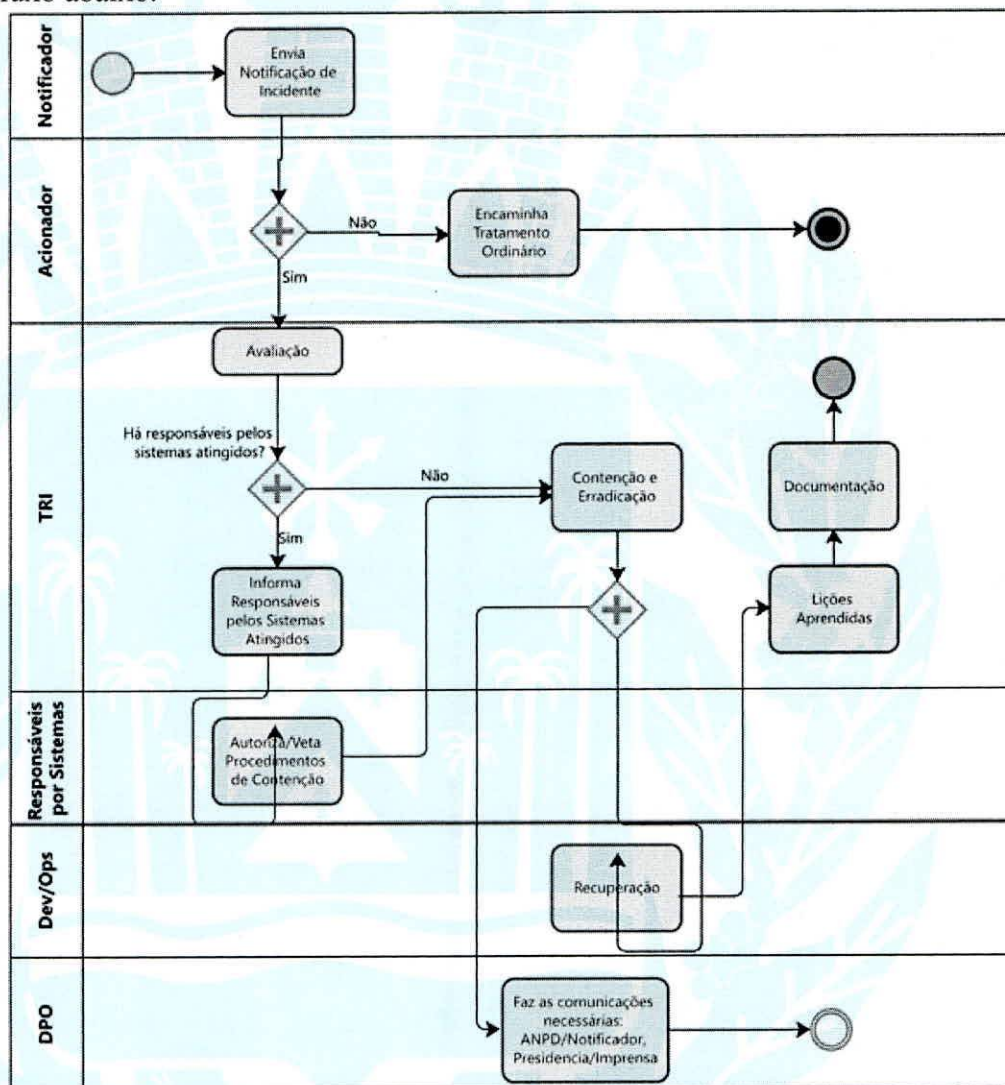 Notificador
Envia
Notificação de
Incidente
Acionador
Não
Encaminha
Tratamento
Ordinário
Sim
TRI
Avaliação
Há responsáveis pelos
sistemas atingidos?
Não
Contenção e
Erradicação
Documentação
Sim
Informa
Responsáveis
pelos Sistemas
Atingidos
Lições
Aprendidas
Responsáveis
por Sistemas
Autoriza/Veta
Procedimentos
de Contenção
Dev/Ops
Recuperação
DPO
Faz as comunicações
necessárias:
ANPD/Notificador,
Presidencia/Imprensa